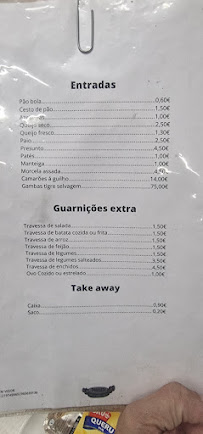 Entradas
Pão bola 0,60€
Cesto de pão 1,50€
1,00€
Queijo seco 2,50€
Queijo fresco 1,30€
Paio 2,50€
Presunto 4,50€
Patés 1,00€
Manteiga 1,00€
Morcela assada 4,50€
Camarões à guilho 14,00€
Gambas tigre selvagem 75,00€
Guarnições extra
Travessa de salada 1,50€
Travessa de batata cozida ou frita 1,50€
Travessa de arroz 1,50€
Travessa de feijão 1,50€
Travessa de legumes 1,50€
Travessa de legumes salteados 3,50€
Travessa de enchidos 4,50€
Ovo Cozido ou estrelado 1,00€
Take away
Caixa 0,90€
Saco 0,20€
QUERU